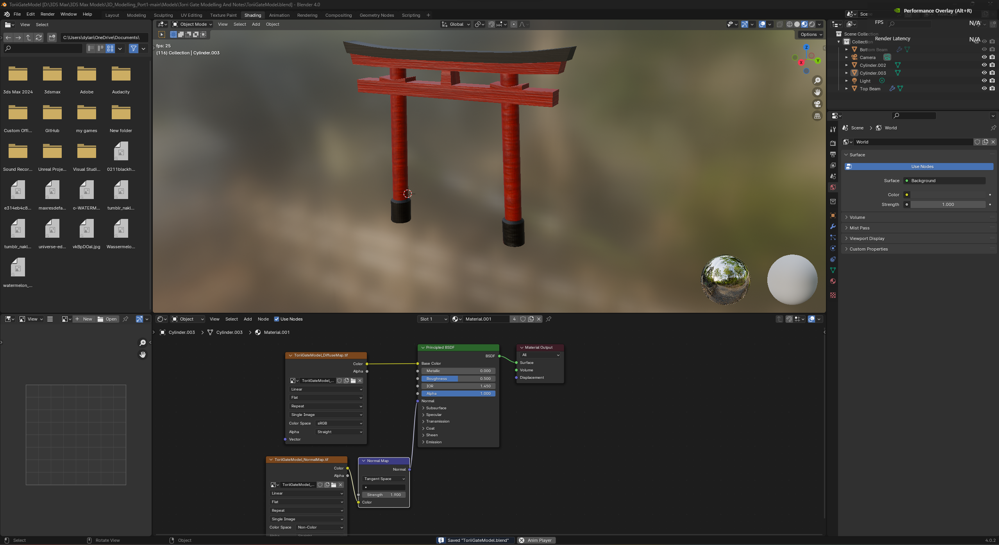 ToriiGateModel [D:\3DS Max\3DS Max Models\3D_Modelling_Port1-main\Models\Torri Gate Modelling And Notes\ToriiGateModel.blend] - Blender 4.0
File Edit Render Window Help
Layout Modeling Sculpting UV Editing Texture Paint Shading Animation Rendering Compositing Geometry Nodes Scripting
Scene
Performance Overlay (Alt+R)
FPS N/A
Render Latency N/A
View Select
C:\Users\dylan\OneDrive\Documents\
3ds Max 2024 3dsmax Adobe Audacity
Custom Offi... GitHub my games New folder
Sound Recor... Unreal Proje... Visual Studi... 0211blackh...
e314eb4c8... maxresdefa... o-WATERM... tumblr_nakl...
tumblr_nakl... universe-ed... vkBpDOal.jpg Wassermelo...
watermelon_...
Object Mode View Select Add Object
Global
Options
fps: 25
(116) Collection | Cylinder.003
Z
X
Y
Scene Collection
Collection
Bottom Beam
Camera
Cylinder.002
Cylinder.003
Light
Top Beam
Scene > World
World
Surface
Use Nodes
Surface Background
Color
Strength 1.000
Volume
Mist Pass
Viewport Display
Custom Properties
View New Open
Object View Select Add Node Use Nodes
Slot 1 Material.001 4
Cylinder.003 > Cylinder.003 > Material.001
ToriiGateModel_DiffuseMap.tif
Color
Alpha
ToriiGateModel_...
Linear
Flat
Repeat
Single Image
Color Space sRGB
Alpha Straight
Vector
Principled BSDF
BSDF
Base Color
Metallic 0.000
Roughness 0.500
IOR 1.450
Alpha 1.000
Normal
Subsurface
Specular
Transmission
Coat
Sheen
Emission
Material Output
All
Surface
Volume
Displacement
ToriiGateModel_NormalMap.tif
Color
Alpha
ToriiGateModel_...
Linear
Flat
Repeat
Single Image
Color Space Non-Color
Alpha Straight
Normal Map
Normal
Tangent Space
Strength 1.900
Color
Select Rotate View Object
Saved "ToriiGateModel.blend" Anim Player
4.0.2